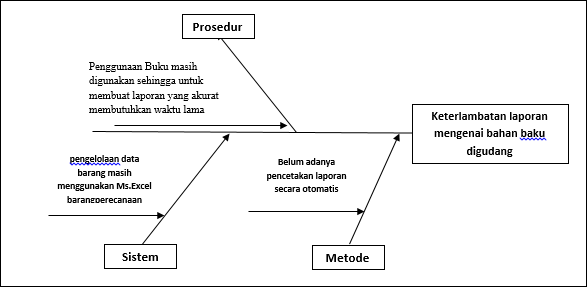 Prosedur
Penggunaan Buku masih
digunakan sehingga untuk
membuat laporan yang akurat
membutuhkan waktu lama
Keterlambatan laporan
mengenai bahan baku
digudang
pengelolaan data
barang masih
menggunakan Ms.Excel
barangperecanaan
Belum adanya
pencetakan laporan
secara otomatis
Sistem
Metode